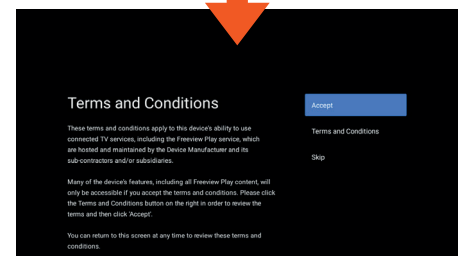 Terms and Conditions
These terms and conditions apply to this device's ability to use
connected TV services, including the Freeview Play service, which
are hosted and maintained by the Device Manufacturer and its
sub-contractors and/or subsidiaries.
Many of the device's features, including all Freeview Play content, will
only be accessible if you accept the terms and conditions. Please click
the Terms and Conditions button on the right in order to review the
terms and then click 'Accept'.
You can return to this screen at any time to review these terms and
conditions.
Accept
Terms and Conditions
Skip